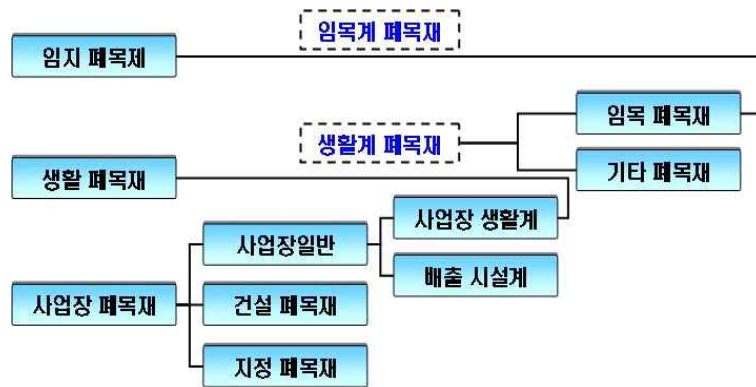 임목계 폐목재
임지 폐목제
임목 폐목재
생활계 폐목재
기타 폐목재
생활 폐목재
사업장 생활계
사업장일반
배출 시설계
사업장 폐목재
건설 폐목재
지정 폐목재